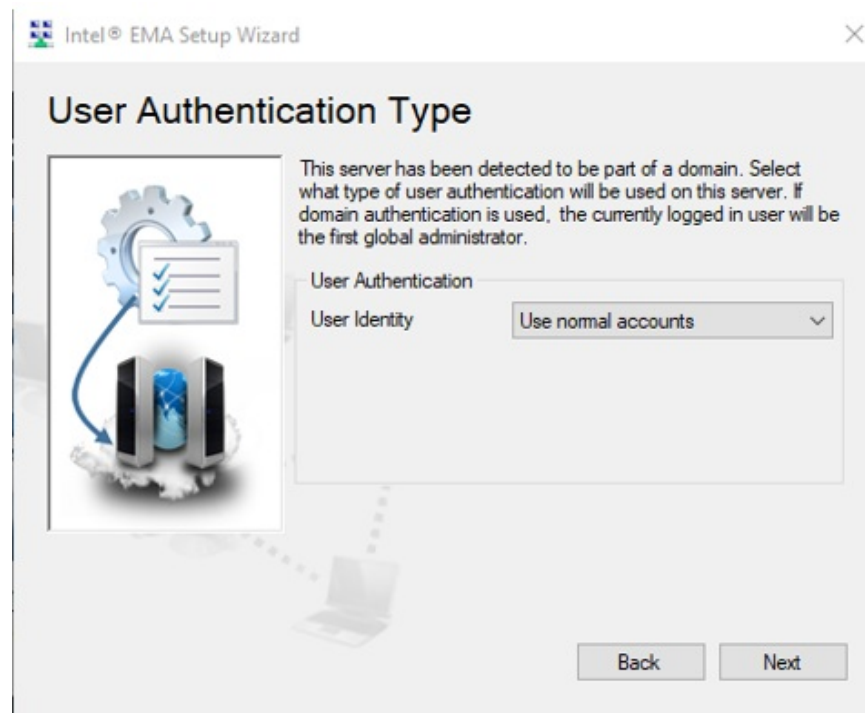 Intel® EMA Setup Wizard
User Authentication Type
This server has been detected to be part of a domain. Select
what type of user authentication will be used on this server. If
domain authentication is used, the currently logged in user will be
the first global administrator.
User Authentication
User Identity
Use normal accounts
Back
Next